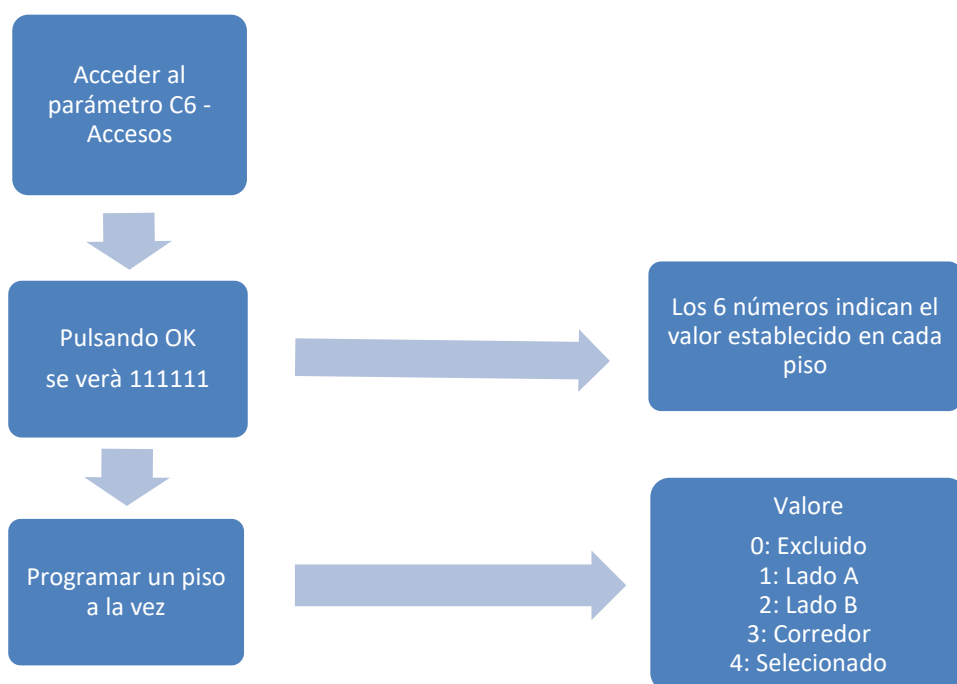 Acceder al
parámetro C6 -
Accesos
Pulsando OK
se verà 111111
Los 6 números indican el
valor establecido en cada
piso
Programar un piso
a la vez
Valore
0: Excluido
1: Lado A
2: Lado B
3: Corredor
4: Selecionado